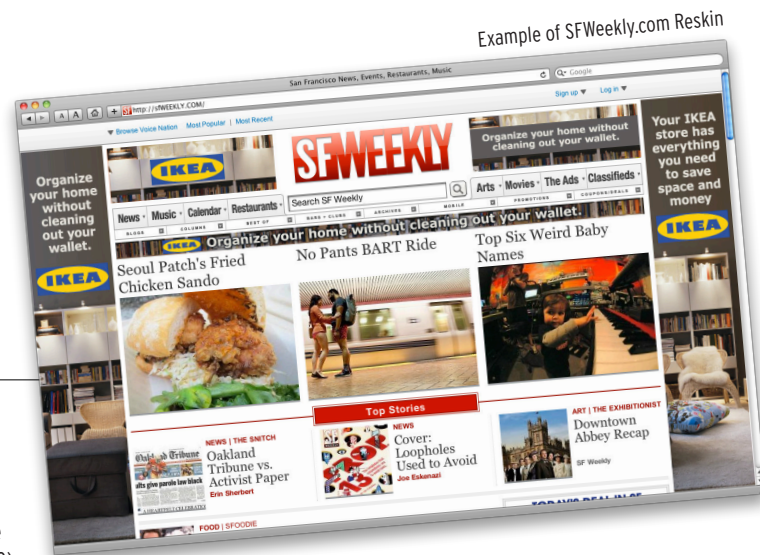 Example of SFWeekly.com Reskin
San Francisco News, Events, Restaurants, Music
A A
http://sfWEEKLY.COM/
Google
Browse Voice Nation Most Popular | Most Recent
Sign up Log in
Organize
your home
without
cleaning
out your
wallet.
IKEA
IKEA
SF WEEKLY
Organize your home without
cleaning out your wallet.
Your IKEA
store has
everything
you need
to save
space and
money
IKEA
News Music Calendar Restaurants
Search SF Weekly
Arts Movies The Ads Classifieds
BLOGS COLUMNS BEST OF BARS + CLUBS ARCHIVES MOBILE PROMOTIONS COUPONS/DEALS
IKEA Organize your home without cleaning out your wallet.
Seoul Patch's Fried
Chicken Sando
No Pants BART Ride
Top Six Weird Baby
Names
Top Stories
Oakland Tribune
NEWS | THE SNITCH
Oakland
Tribune vs.
Activist Paper
Erin Sherbert
NEWS
Cover:
Loopholes
Used to Avoid
Joe Eskenazi
ART | THE EXHIBITIONIST
Downtown
Abbey Recap
SF Weekly
FOOD | SFOODIE
TODAY'S DEAL IN SF